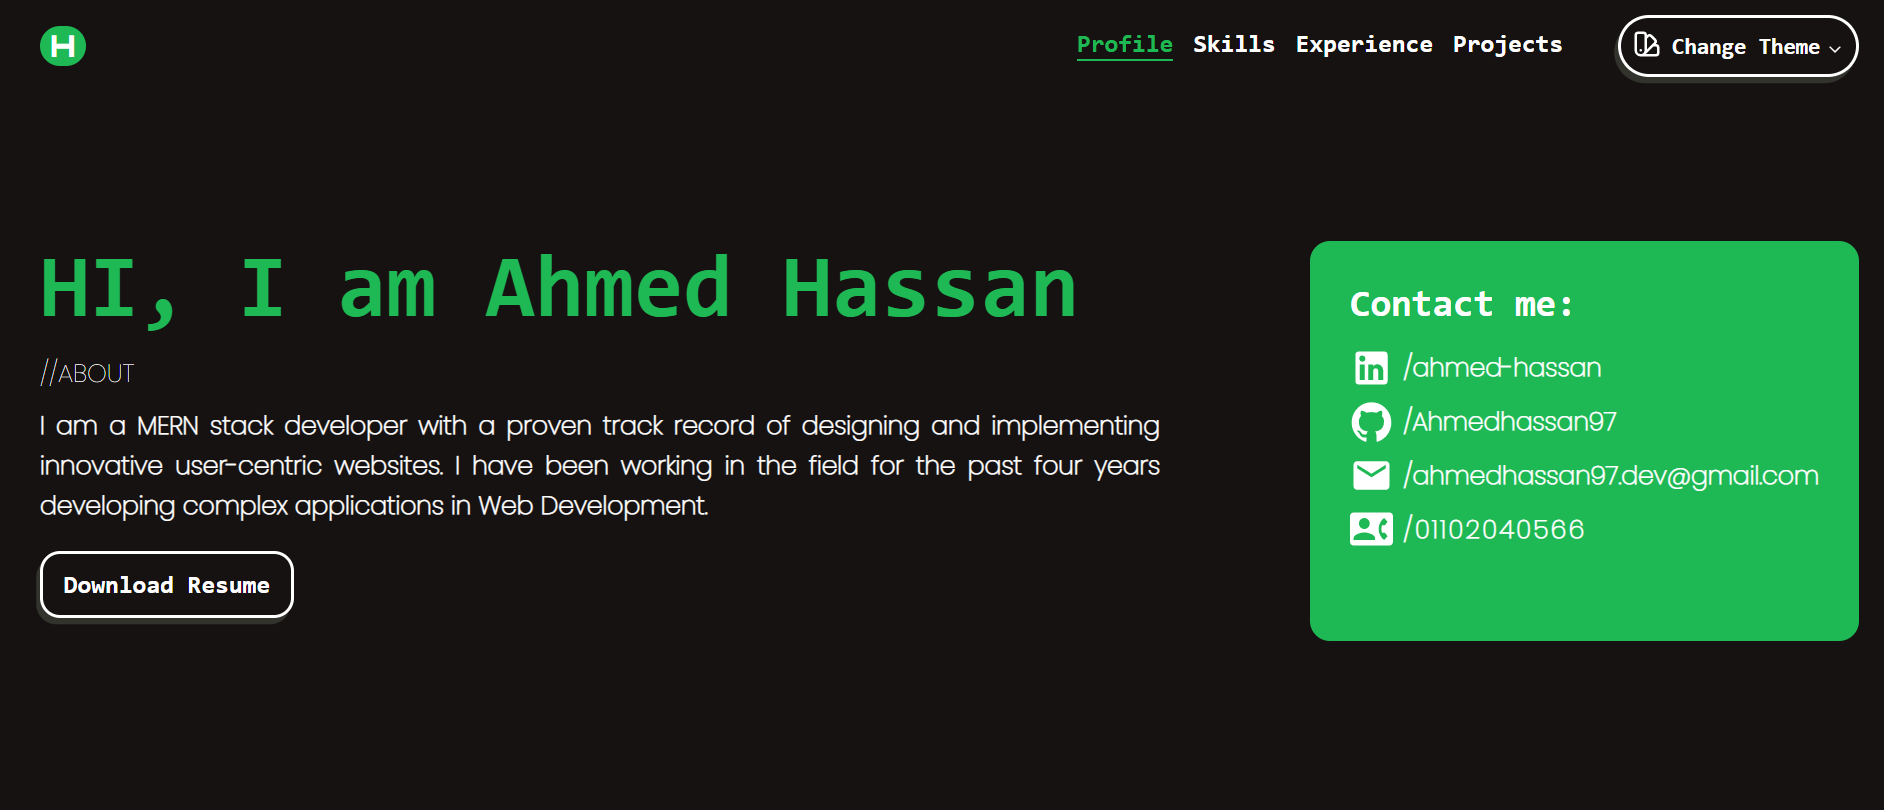 H
Profile Skills Experience Projects Change Theme
HI, I am Ahmed Hassan
//ABOUT
I am a MERN stack developer with a proven track record of designing and implementing
innovative user-centric websites. I have been working in the field for the past four years
developing complex applications in Web Development.
Download Resume
Contact me:
in /ahmed-hassan
/Ahmedhassan97
/ahmedhassan97.dev@gmail.com
/01102040566